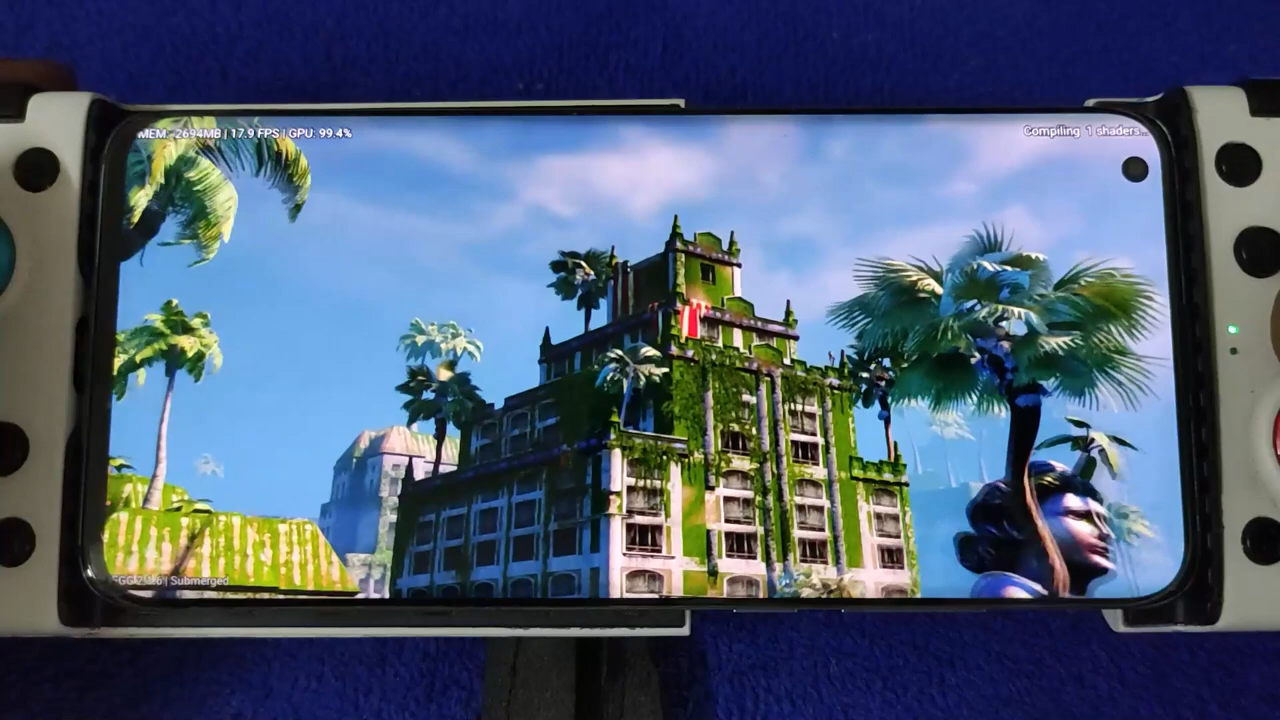 MEM: 2694MB | 17.9 FPS | GPU: 99.4%
Compiling 1 shaders...
| Submerged